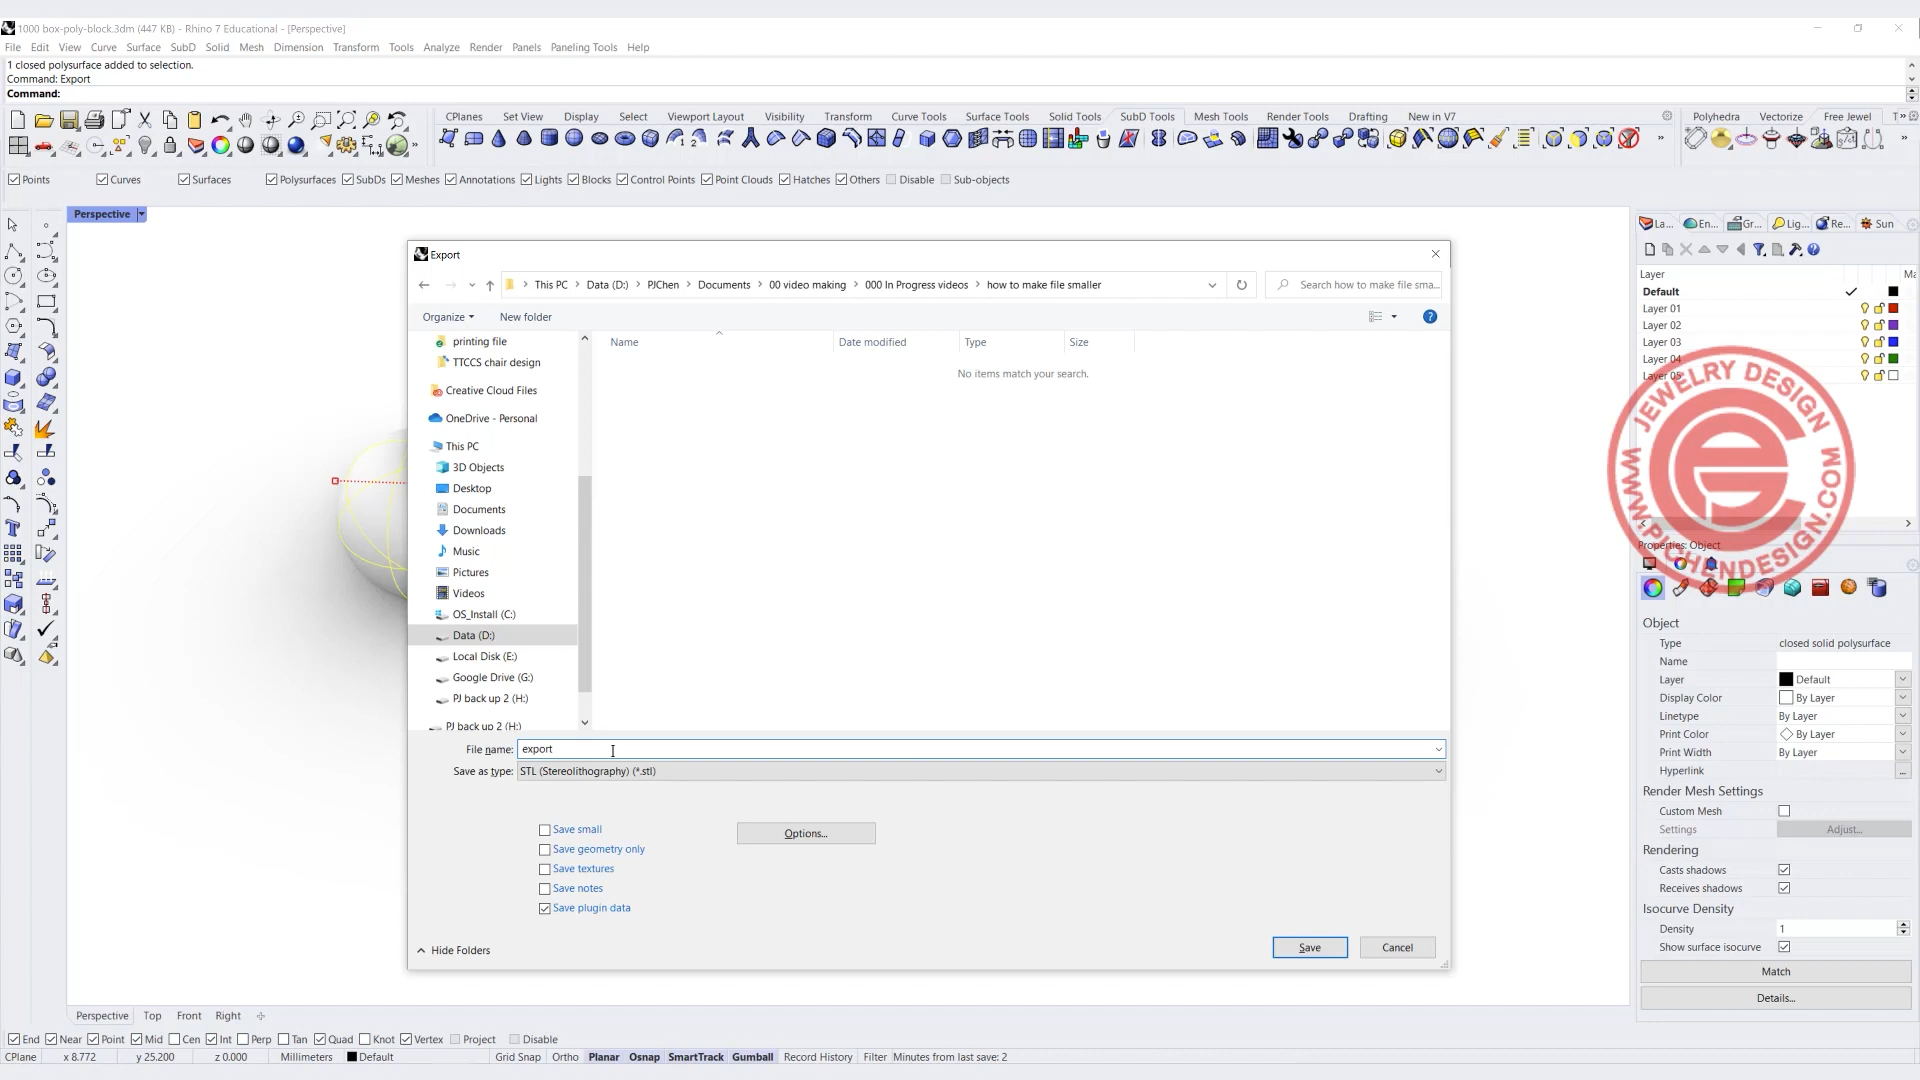 1000 box-poly-block.3dm (447 KB) - Rhino 7 Educational - [Perspective]
File Edit View Curve Surface SubD Solid Mesh Dimension Transform Tools Analyze Render Panels Paneling Tools Help
1 closed polysurface added to selection.
Command: Export
Command:
CPlanes Set View Display Select Viewport Layout Visibility Transform Curve Tools Surface Tools Solid Tools SubD Tools Mesh Tools Render Tools Drafting New in V7
Polyhedra Vectorize Free Jewel
Points Curves Surfaces Polysurfaces SubDs Meshes Annotations Lights Blocks Control Points Point Clouds Hatches Others Disable Sub-objects
Perspective
La... En... Gr... Lig... Re... Sun
Export
This PC > Data (D:) > PJChen > Documents > 00 video making > 000 In Progress videos > how to make file smaller
Search how to make file sma...
Organize New folder
Name Date modified Type Size
No items match your search.
printing file
TTCCS chair design
Creative Cloud Files
OneDrive - Personal
This PC
3D Objects
Desktop
Documents
Downloads
Music
Pictures
Videos
OS_Install (C:)
Data (D:)
Local Disk (E:)
Google Drive (G:)
PJ back up 2 (H:)
PJ back up 2 (H:)
File name: export
Save as type: STL (Stereolithography) (*.stl)
Save small
Save geometry only
Save textures
Save notes
Save plugin data
Options...
Hide Folders
Save Cancel
Layer
Default
Layer 01
Layer 02
Layer 03
Layer 04
Layer 05
JEWELRY DESIGN
WWW.PJCHENDESIGN.COM
Properties: Object
Object
Type closed solid polysurface
Name
Layer Default
Display Color By Layer
Linetype By Layer
Print Color By Layer
Print Width By Layer
Hyperlink ...
Render Mesh Settings
Custom Mesh
Settings Adjust...
Rendering
Casts shadows
Receives shadows
Isocurve Density
Density 1
Show surface isocurve
Match
Details...
Perspective Top Front Right
End Near Point Mid Cen Int Perp Tan Quad Knot Vertex Project Disable
CPlane x 8.772 y 25.200 z 0.000 Millimeters Default Grid Snap Ortho Planar Osnap SmartTrack Gumball Record History Filter Minutes from last save: 2